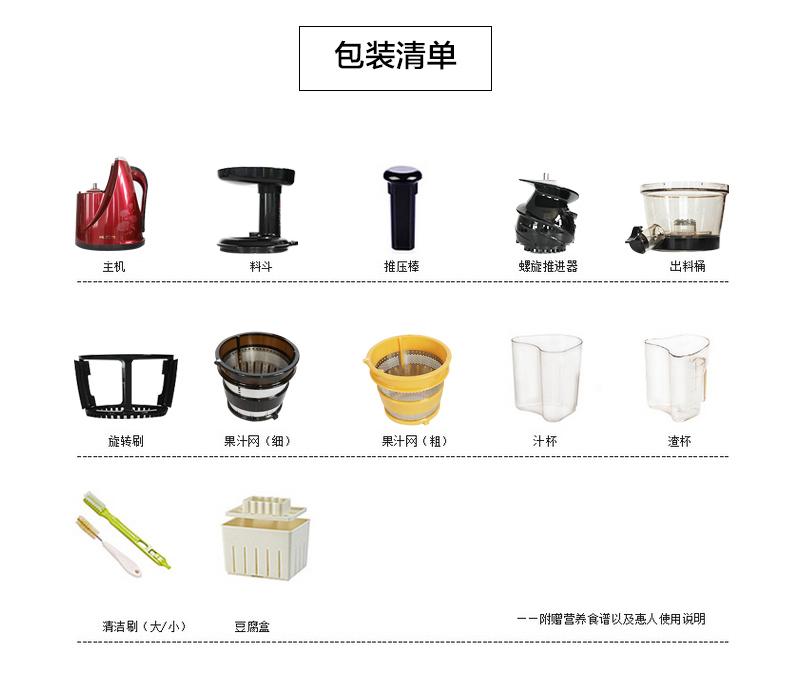 包装清单
主机
料斗
推压棒
螺旋推进器
出料桶
旋转刷
果汁网（细）
果汁网（粗）
汁杯
渣杯
清洁刷（大/小）
豆腐盒
——附赠营养食谱以及惠人使用说明